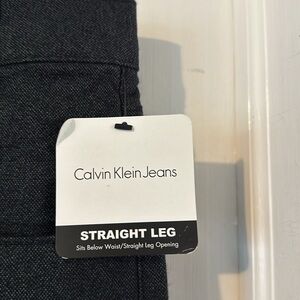 Calvin Klein Jeans
STRAIGHT LEG
Sits Below Waist/Straight Leg Opening